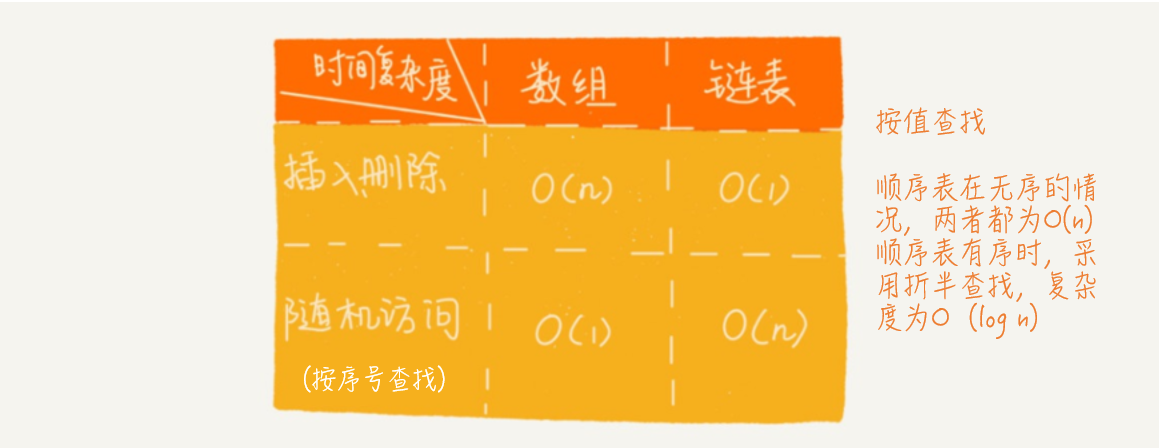 时间复杂度 数组 链表
插入、删除 O(n) O(1)
随机访问 O(1) O(n)
(按序号查找)
按值查找
顺序表在无序的情
况，两者都为O(n)
顺序表有序时，采
用折半查找，复杂
度为O（log n）